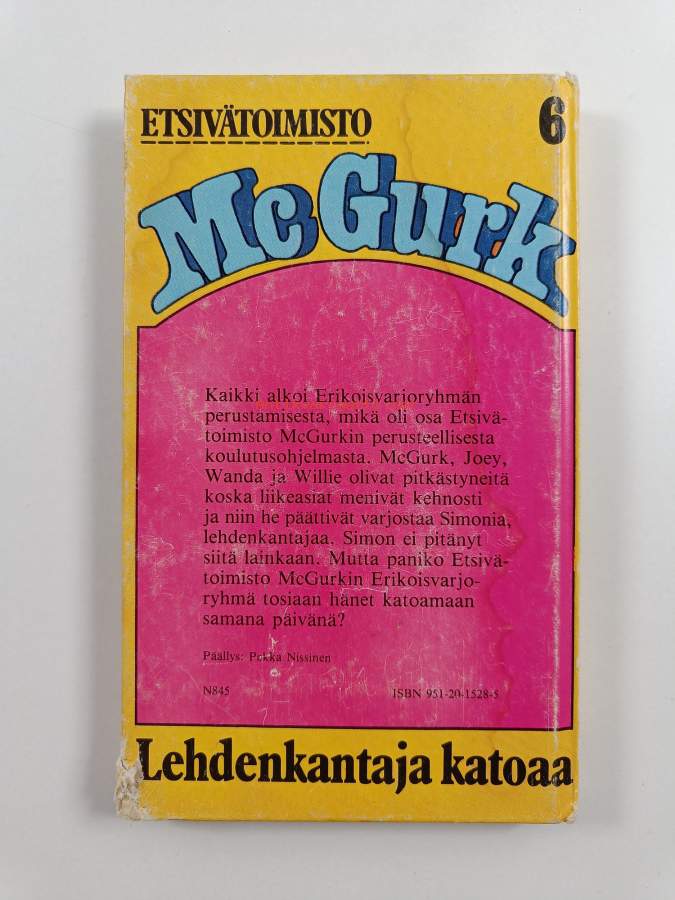 ETSIVÄTOIMISTO 6
McGurk
Kaikki alkoi Erikoisvarjoryhmän
perustamisesta, mikä oli osa Etsivä-
toimisto McGurkin perusteellisesta
koulutusohjelmasta. McGurk, Joey,
Wanda ja Willie olivat pitkästyneitä
koska liikeasiat menivät kehnosti
ja niin he päättivät varjostaa Simonia,
lehdenkantajaa. Simon ei pitänyt
siitä lainkaan. Mutta paniko Etsivä-
toimisto McGurkin Erikoisvarjo-
ryhmä tosiaan hänet katoamaan
samana päivänä?
Päällys: Pekka Nissinen
N845 ISBN 951-20-1528-5
Lehdenkantaja katoaa